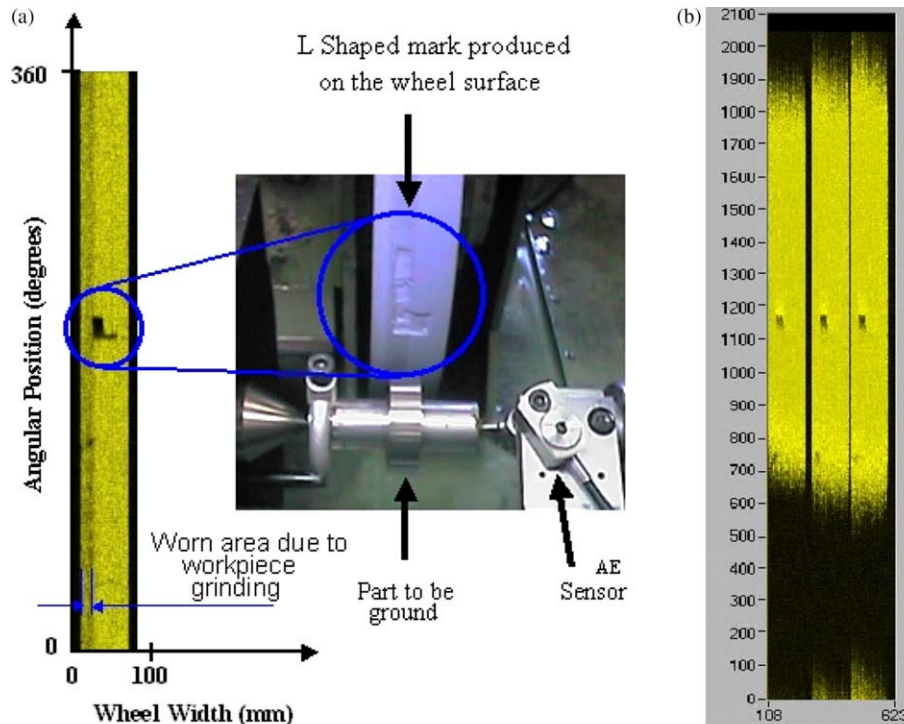 (a)
360
0
Angular Position (degrees)
0
100
Wheel Width (mm)
L Shaped mark produced
on the wheel surface
Worn area due to
workpiece
grinding
Part to be
ground
AE
Sensor
(b)
2100
2000
1900
1000
1700
1600
1500
1400
1300
1200
1100
1000
900
800
700
600
500
400
300
200
100
0
108
623